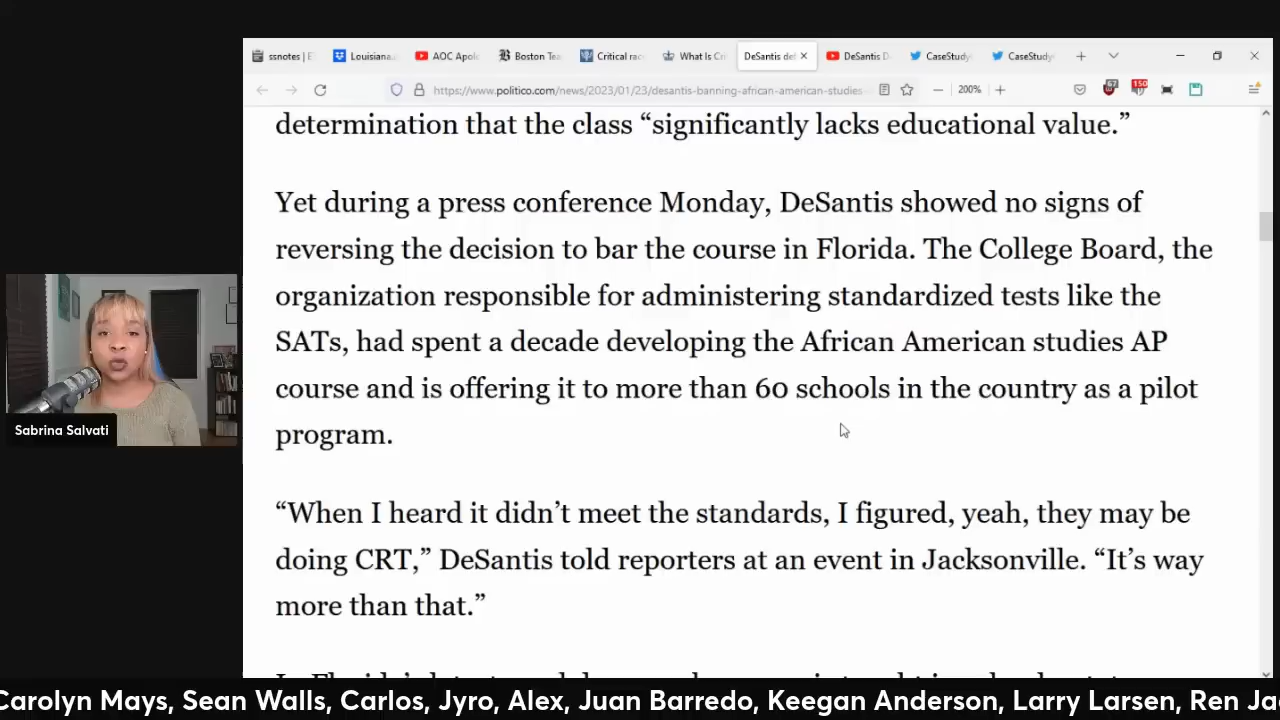 ssnotes | E
Louisiana.
AOC Apolo
Boston Tea
Critical rac
What Is Cri
DeSantis def
DeSantis D
CaseStudy
CaseStudy
https://www.politico.com/news/2023/01/23/desantis-banning-african-american-studies
200%
67
150
determination that the class “significantly lacks educational value.”
Yet during a press conference Monday, DeSantis showed no signs of
reversing the decision to bar the course in Florida. The College Board, the
organization responsible for administering standardized tests like the
SATs, had spent a decade developing the African American studies AP
course and is offering it to more than 60 schools in the country as a pilot
program.
“When I heard it didn’t meet the standards, I figured, yeah, they may be
doing CRT,” DeSantis told reporters at an event in Jacksonville. “It’s way
more than that.”
Sabrina Salvati
Carolyn Mays, Sean Walls, Carlos, Jyro, Alex, Juan Barredo, Keegan Anderson, Larry Larsen, Ren Ja